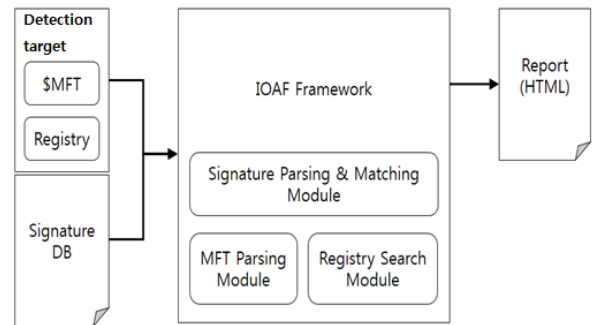 Detection
target
$MFT
Registry
Signature
DB
IOAF Framework
Signature Parsing & Matching
Module
MFT Parsing
Module
Registry Search
Module
Report
(HTML)